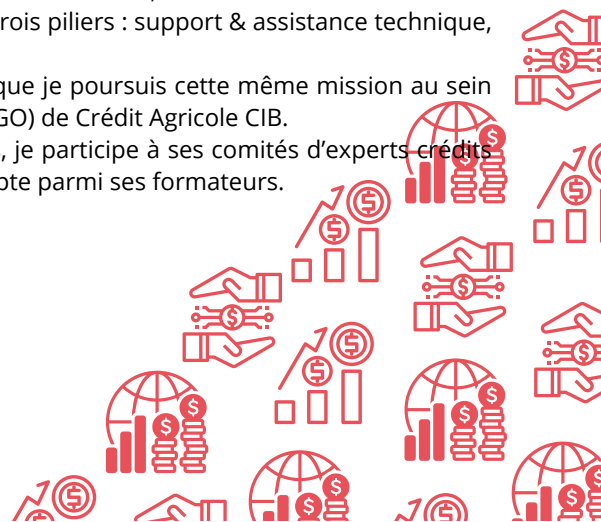 rois piliers : support & assistance technique,
que je poursuis cette même mission au sein
GO) de Crédit Agricole CIB.
, je participe à ses comités d’experts crédits
pte parmi ses formateurs.